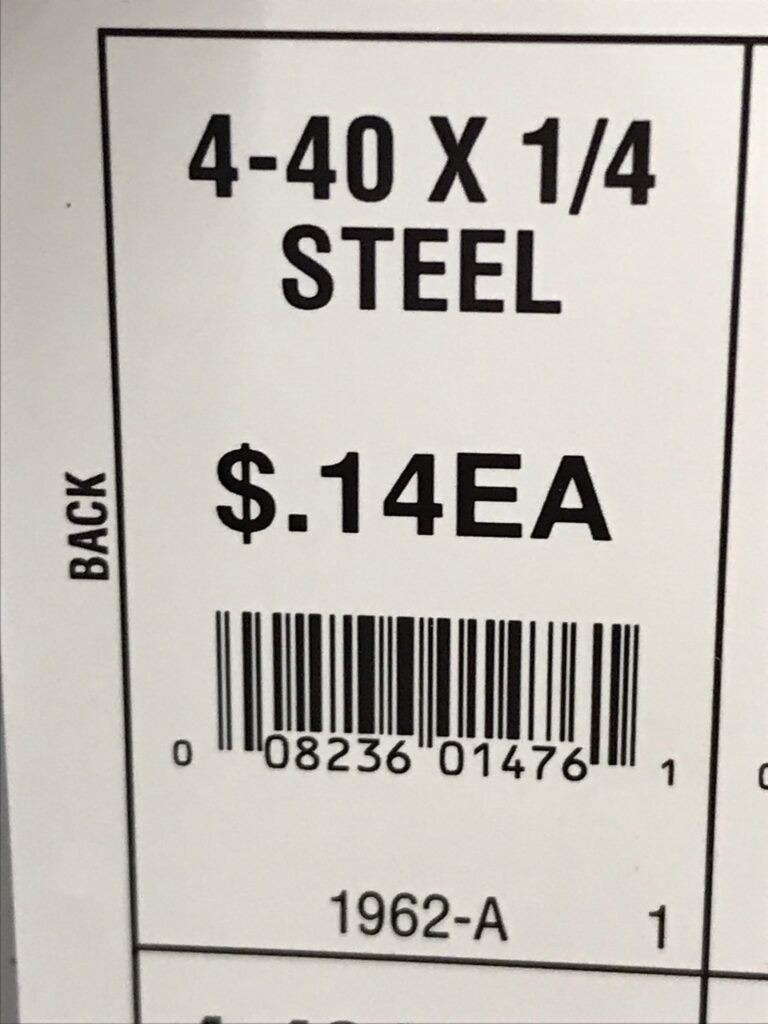 4-40 X 1/4
STEEL
$.14EA
BACK
0 08236 01476 1
1962-A 1